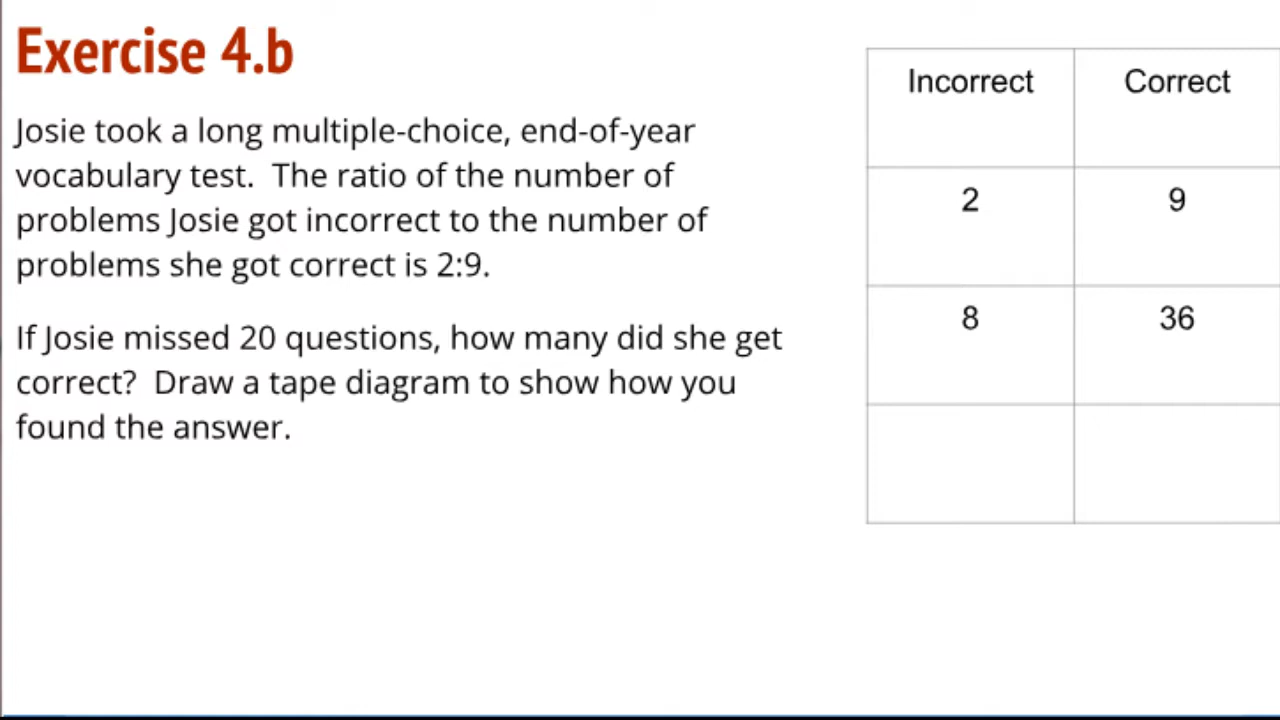 Exercise 4.b
Josie took a long multiple-choice, end-of-year
vocabulary test.  The ratio of the number of
problems Josie got incorrect to the number of
problems she got correct is 2:9.
If Josie missed 20 questions, how many did she get
correct?  Draw a tape diagram to show how you
found the answer.
Incorrect Correct
2 9
8 36